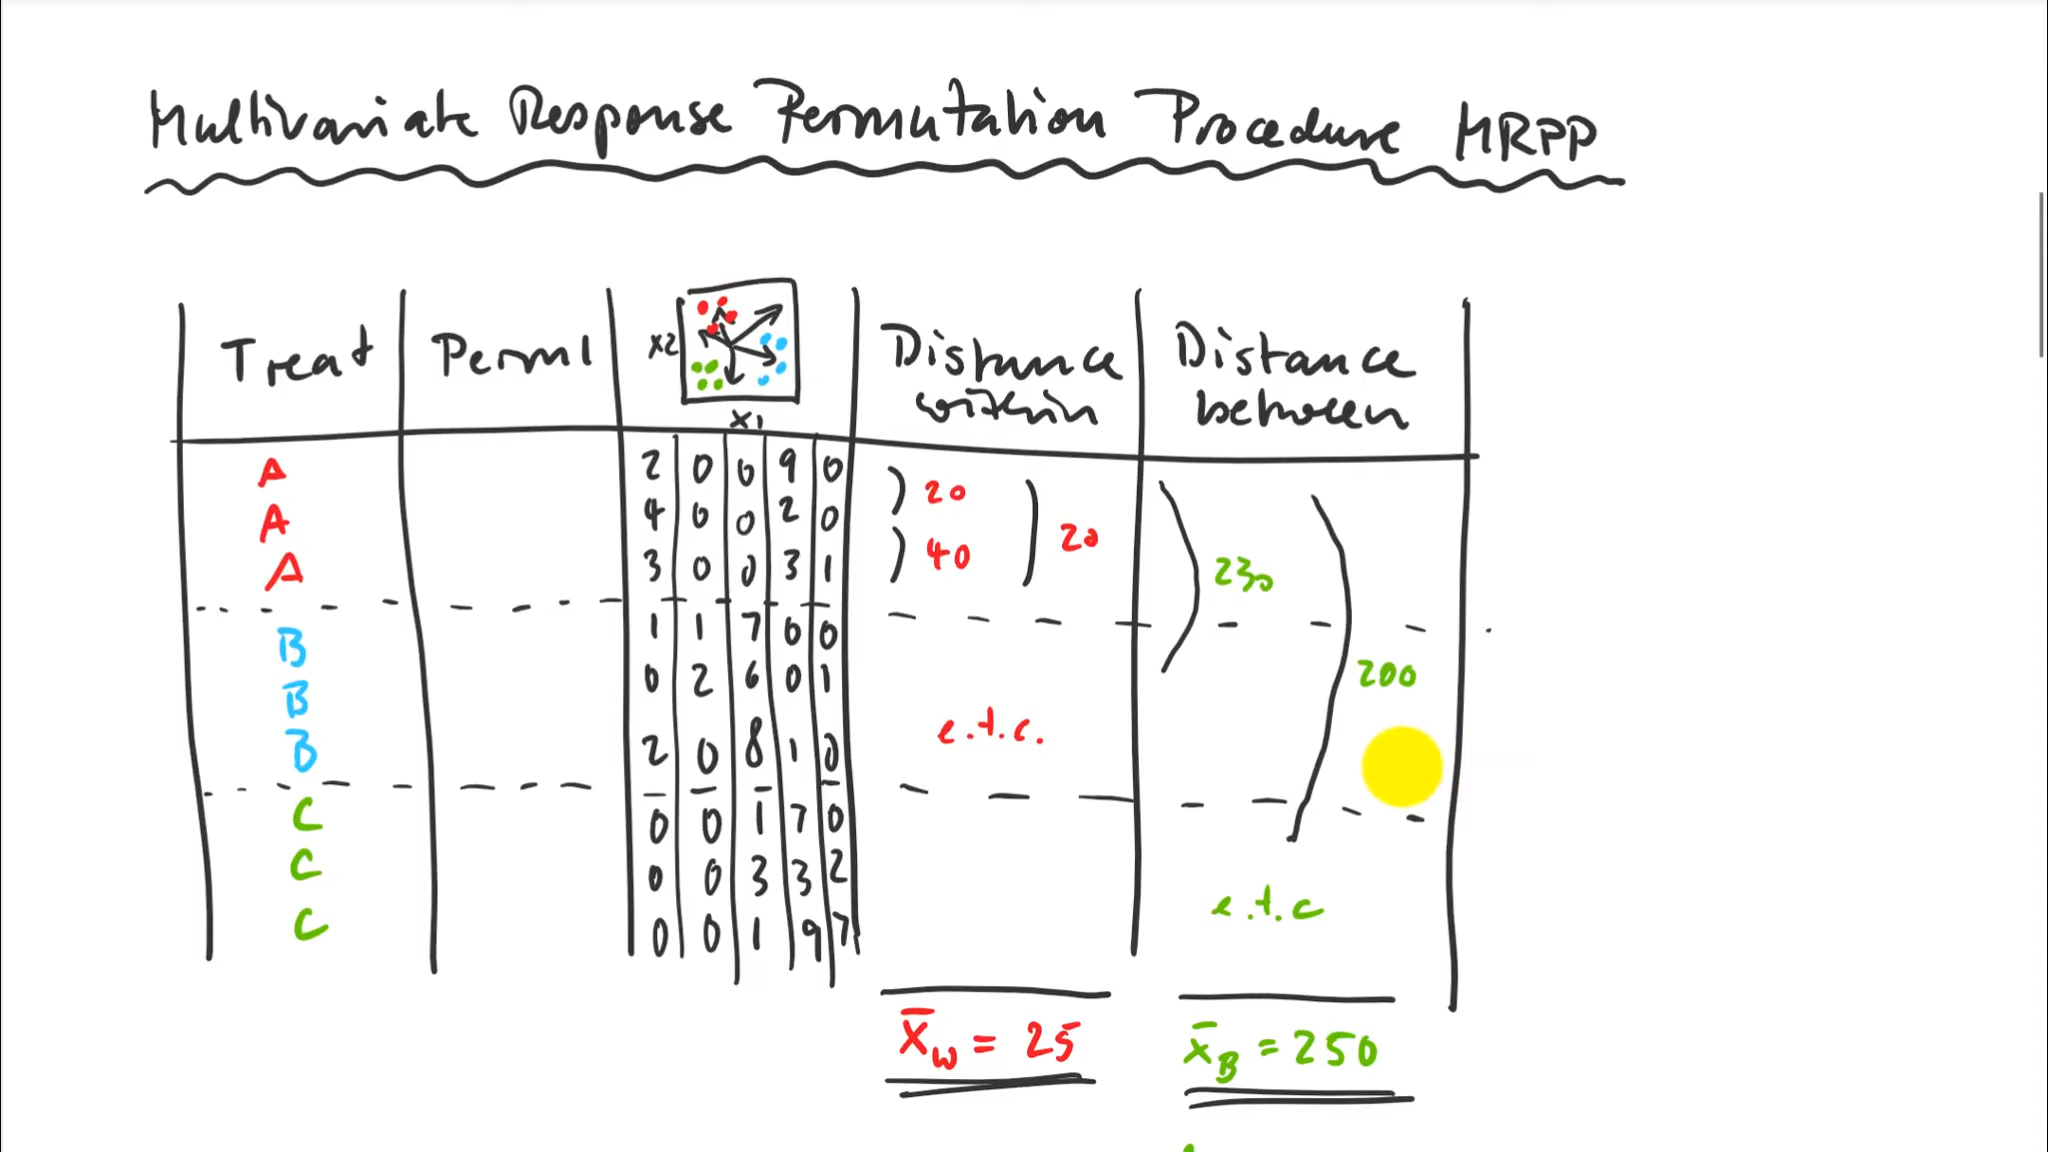 Multivariate Response Permutation Procedure MRPP
Treat Perm1 X2 X1 Distance within Distance between
A 2 0 0 9 0 20
A 4 0 0 2 0 20
A 3 0 0 3 1 40 230
B 1 1 7 0 0
B 0 2 6 0 1 200
B 2 0 8 1 0 e.t.c.
C 0 0 1 7 0
C 0 0 3 3 2 e.t.c
C 0 0 1 9 7
x̄w = 25 x̄B = 250